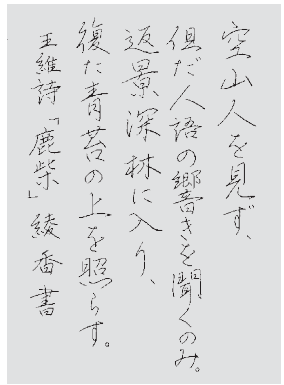 空山人を見ず、
但だ人語の響きを聞くのみ。
返景深林に入り、
復た青苔の上を照らす。
王維詩「鹿柴」綾香書